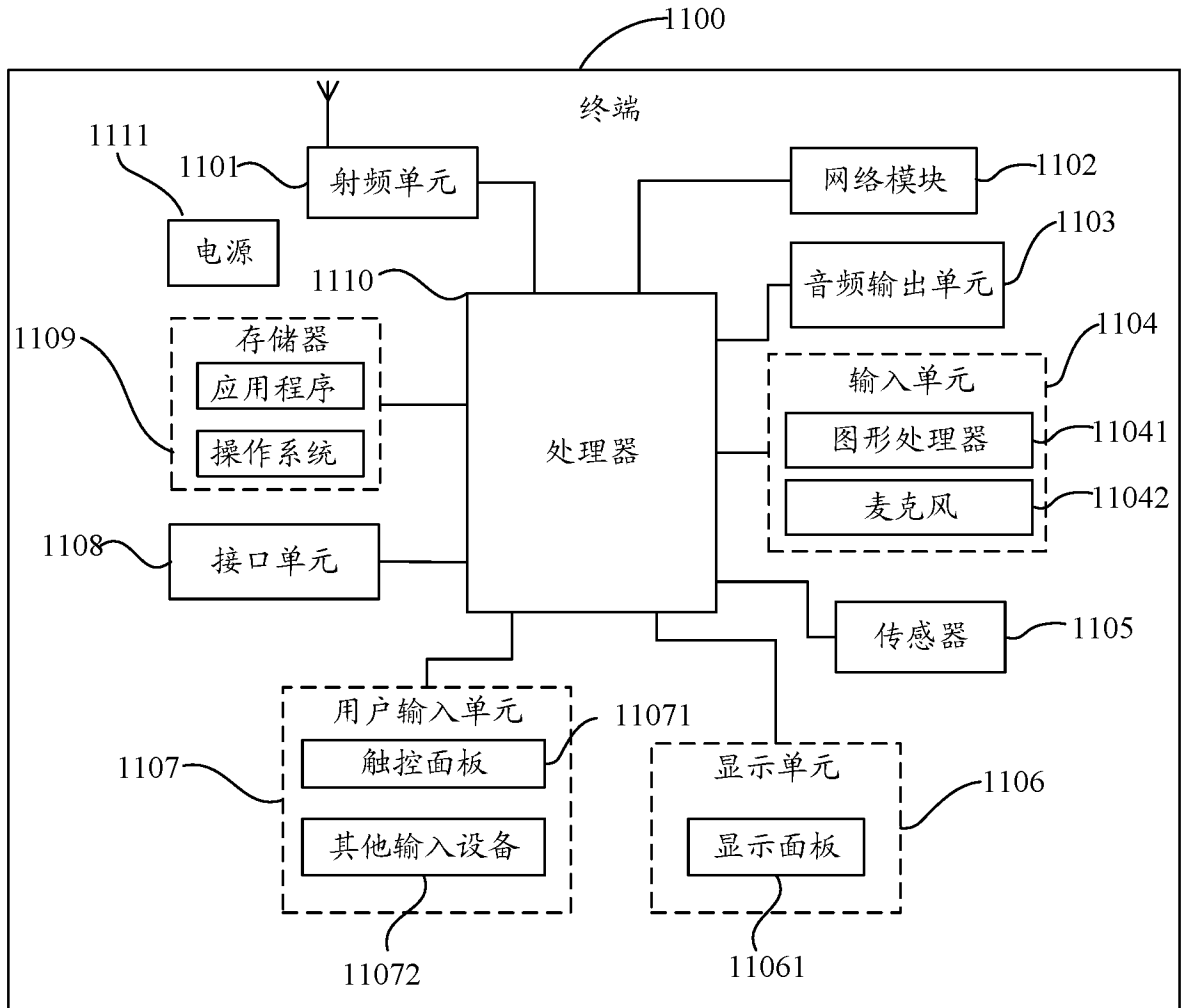 1100
终端
1111
1101
射频单元
网络模块
1102
电源
1103
音频输出单元
1110
1109
存储器
应用程序
操作系统
处理器
1104
输入单元
图形处理器
11041
麦克风
11042
1108
接口单元
传感器
1105
用户输入单元
11071
触控面板
1107
其他输入设备
11072
显示单元
1106
显示面板
11061